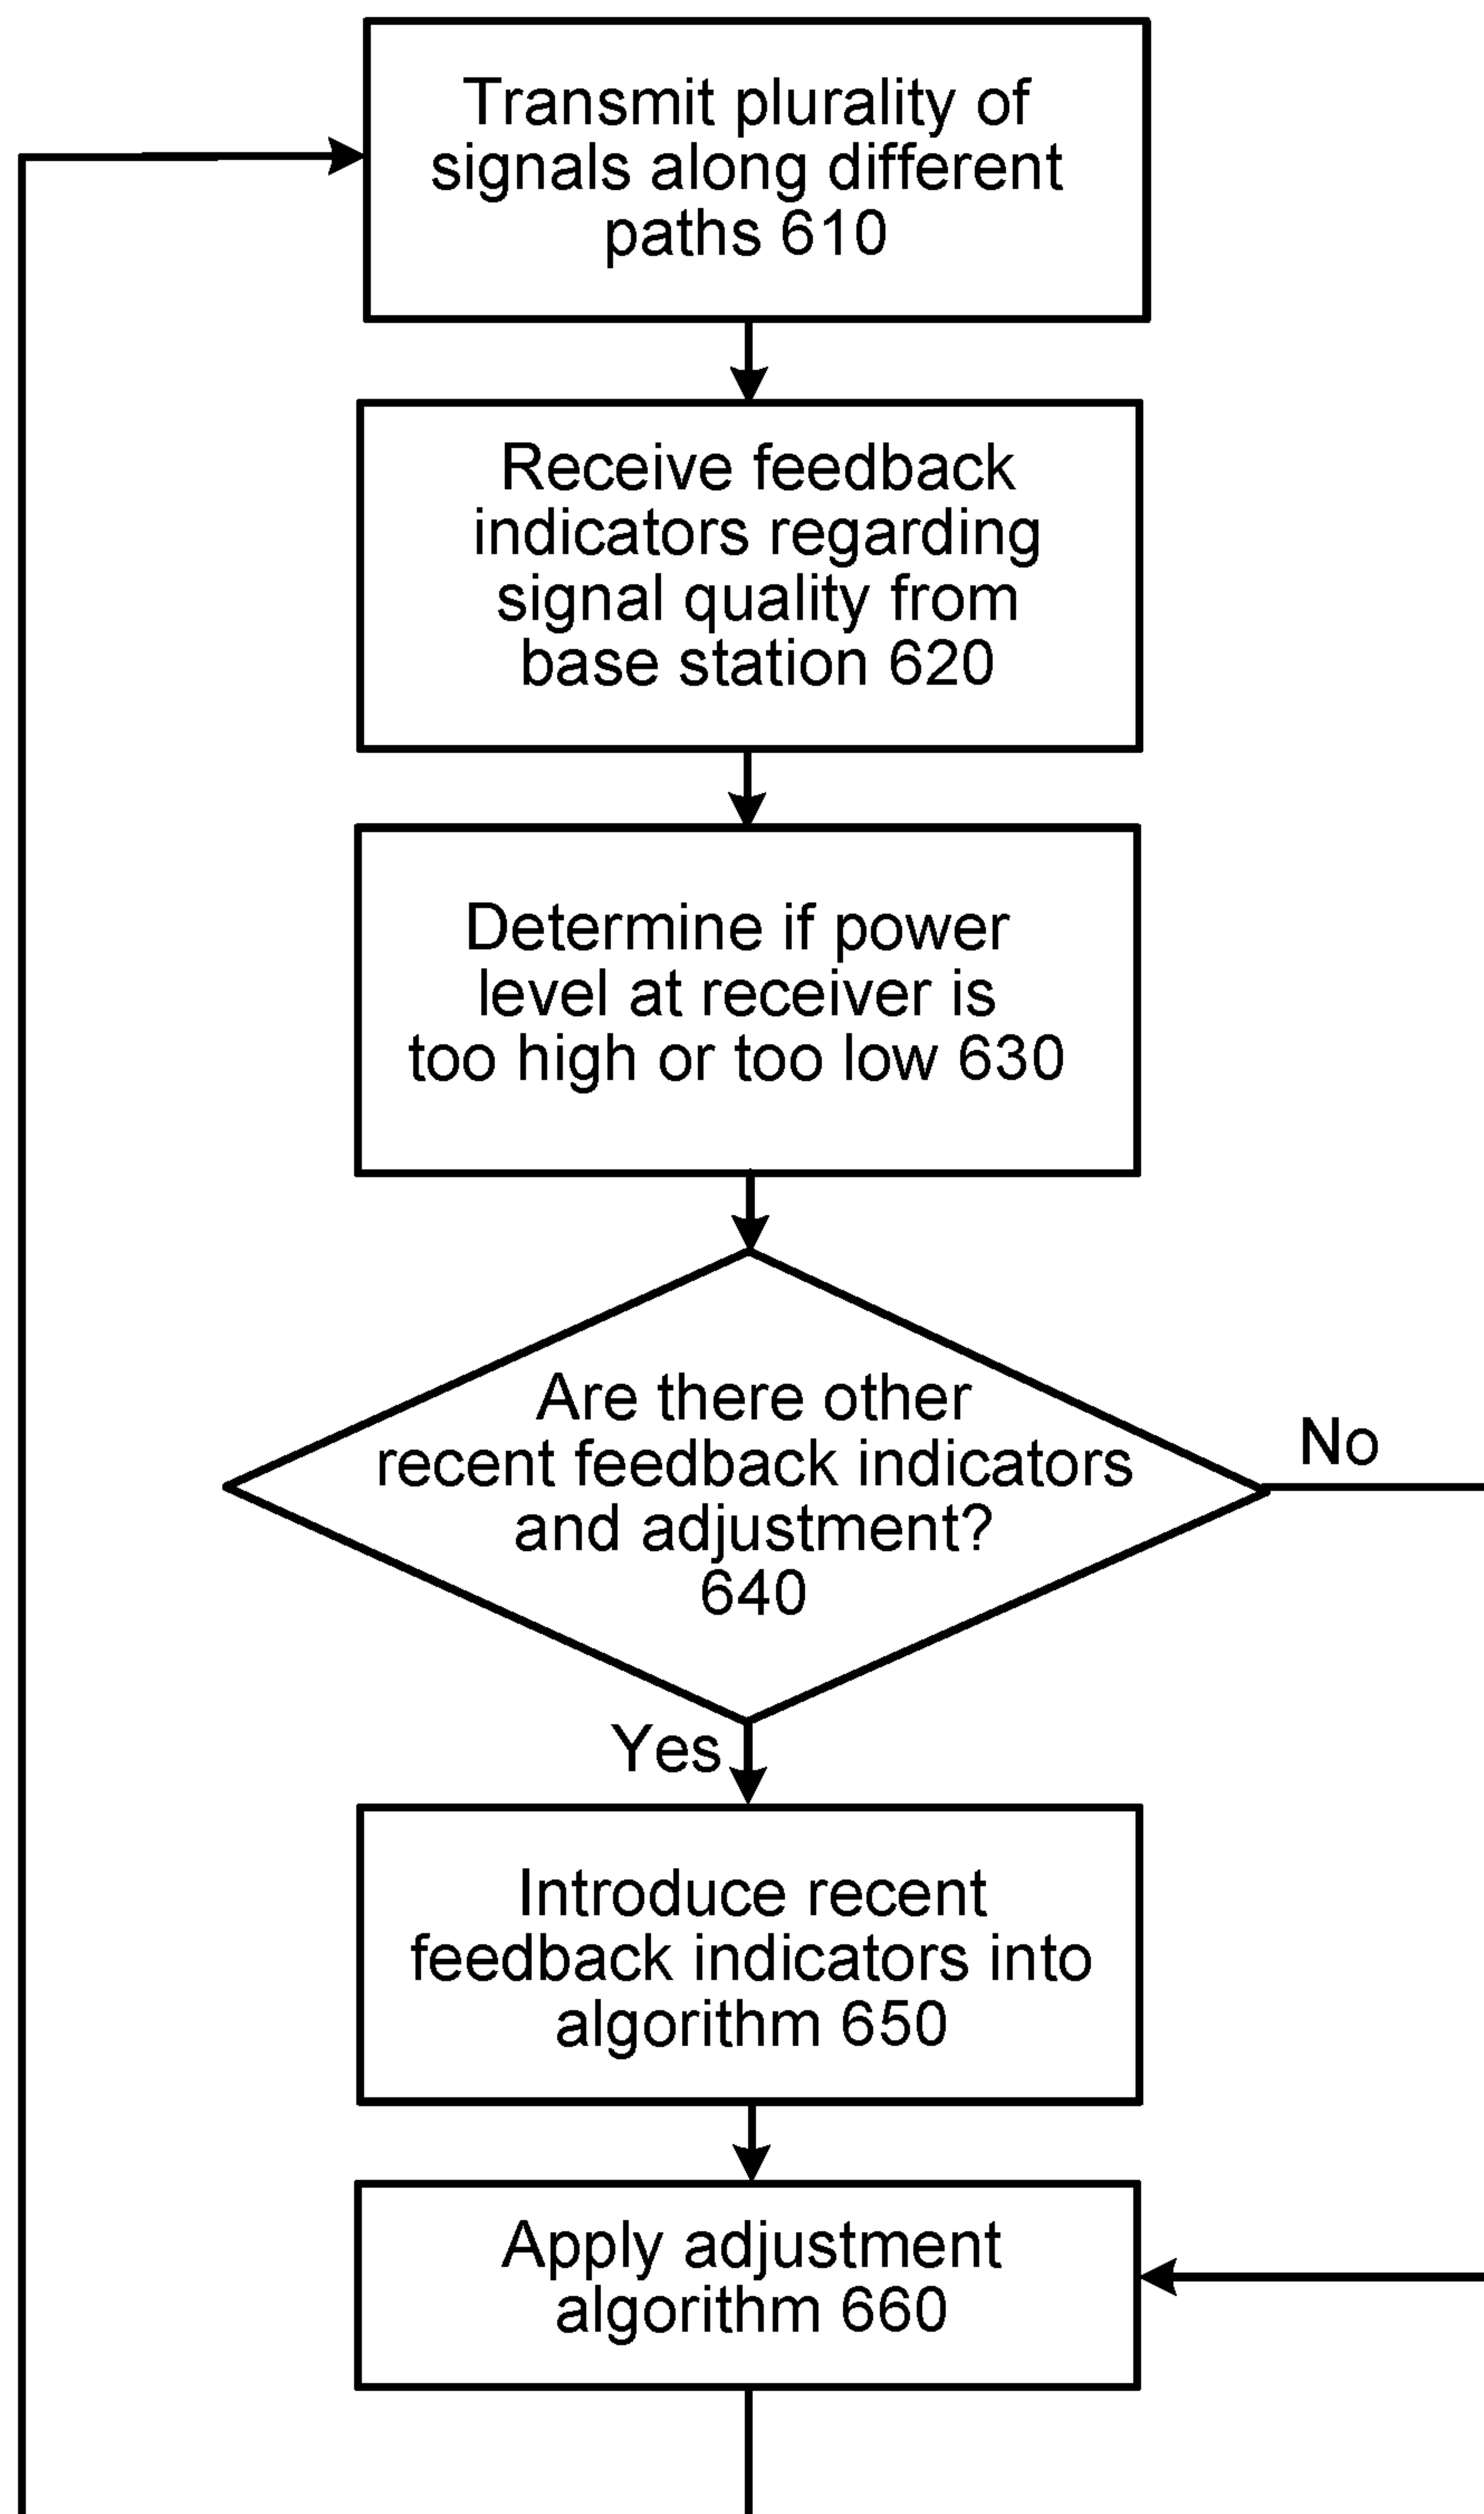 Transmit plurality of
signals along different
paths 610
Receive feedback
indicators regarding
signal quality from
base station 620
Determine if power
level at receiver is
too high or too low 630
Are there other
recent feedback indicators
and adjustment?
640
No
Yes
Introduce recent
feedback indicators into
algorithm 650
Apply adjustment
algorithm 660